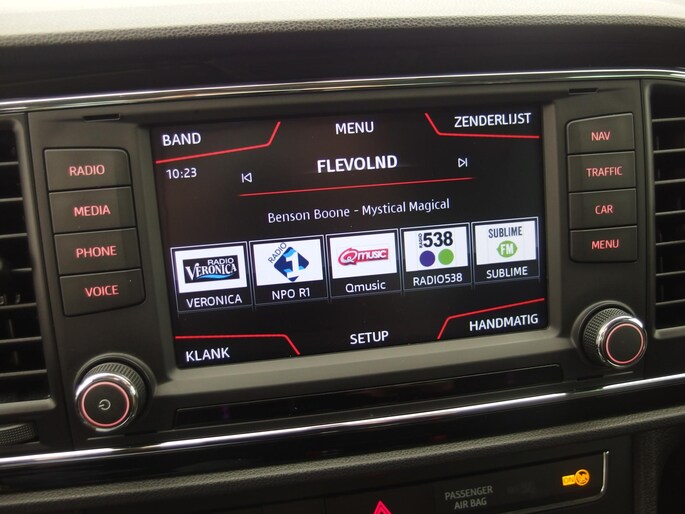 BAND
MENU
ZENDERLIJST
10:23
FLEVOLND
Benson Boone - Mystical Magical
RADIO
VERONICA
VERONICA
RADIO
1
NPO R1
Qmusic
Qmusic
RADIO
538
RADIO538
SUBLIME
FM
SUBLIME
KLANK
SETUP
HANDMATIG
RADIO
MEDIA
PHONE
VOICE
NAV
TRAFFIC
CAR
MENU
PASSENGER
AIR BAG
ON